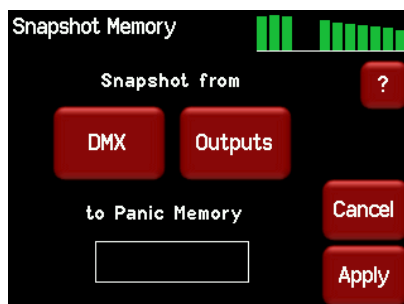 Snapshot Memory
Snapshot from
?
DMX
Outputs
to Panic Memory
Cancel
Apply